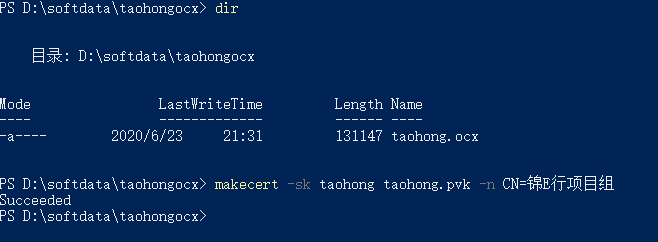 PS D:\softdata\taohongocx> dir
目录: D:\softdata\taohongocx
Mode LastWriteTime Length Name
---- ------------- ------ ----
-a---- 2020/6/23 21:31 131147 taohong.ocx
PS D:\softdata\taohongocx> makecert -sk taohong taohong.pvk -n CN=锦E行项目组
Succeeded
PS D:\softdata\taohongocx>